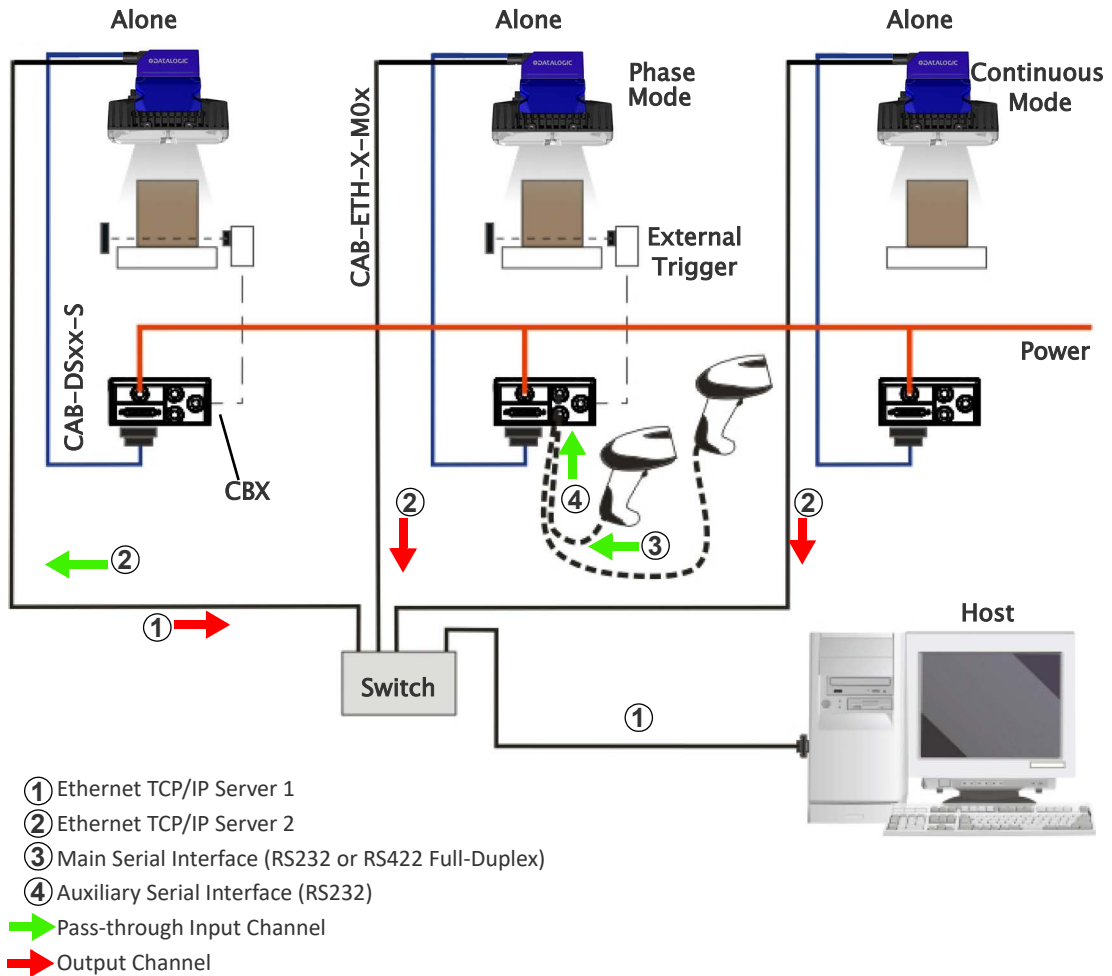 Alone
Alone
Alone
DATALOGIC
DATALOGIC
DATALOGIC
Phase
Mode
Continuous
Mode
CAB-ETH-X-M0x
External
Trigger
CAB-DSxx-S
Power
CBX
4
2
2
3
2
1
Host
Switch
1
1 Ethernet TCP/IP Server 1
2 Ethernet TCP/IP Server 2
3 Main Serial Interface (RS232 or RS422 Full-Duplex)
4 Auxiliary Serial Interface (RS232)
Pass-through Input Channel
Output Channel